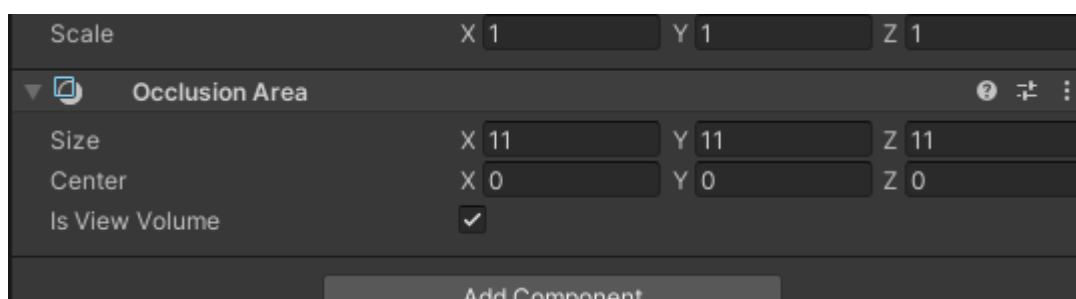 Scale X 1 Y 1 Z 1
Occlusion Area
Size X 11 Y 11 Z 11
Center X 0 Y 0 Z 0
Is View Volume
Add Component